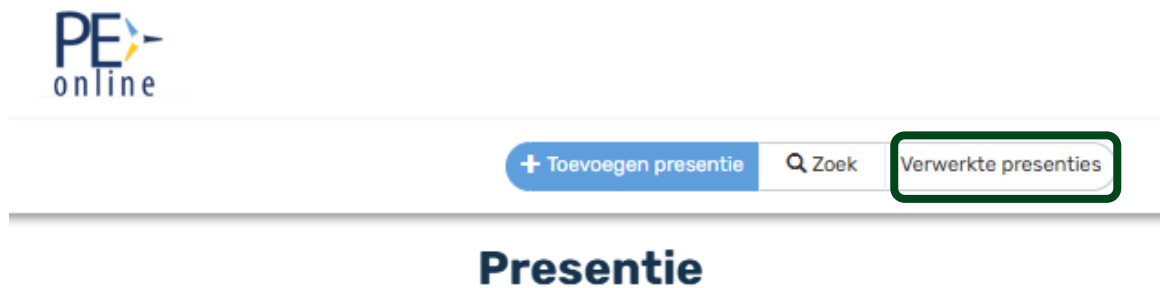 PE
online
+ Toevoegen presentie Zoek Verwerkte presenties
Presentie